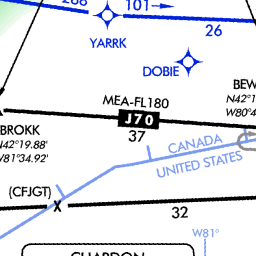 101
26
YARRK
DOBIE
MEA-FL180
J70
37
BROKK
N42°19.88'
W81°34.92'
BEW
N42°1
W80°4
CANADA
UNITED STATES
(CFJGT)
X
32
W81°
CHARDON